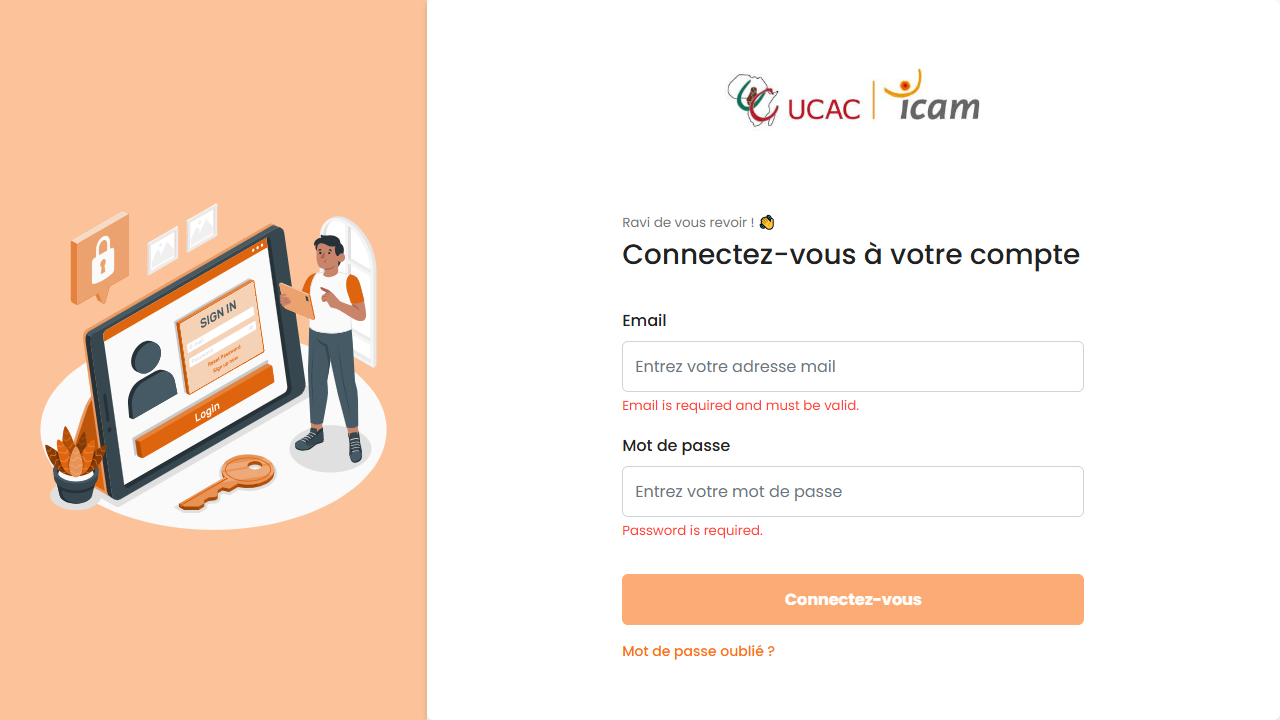 UCAC icam
Ravi de vous revoir !
Connectez-vous à votre compte
Email
Entrez votre adresse mail
Email is required and must be valid.
Mot de passe
Entrez votre mot de passe
Password is required.
Connectez-vous
Mot de passe oublié ?
SIGN IN
Reset Password
Sign up now
Login